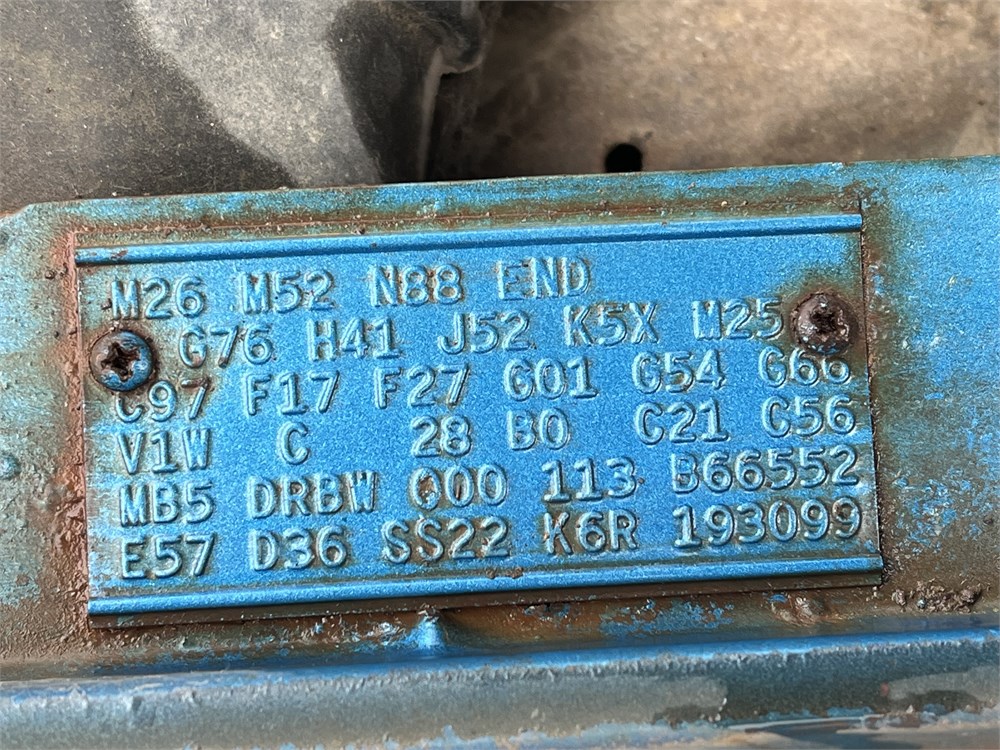 M26 M52 N88 END
G76 H41 J52 K5X M25
C97 F17 F27 G01 G54 G66
V1W C 28 B0 C21 C56
MB5 DRBW 000 113 B66552
E57 D36 SS22 K6R 193099